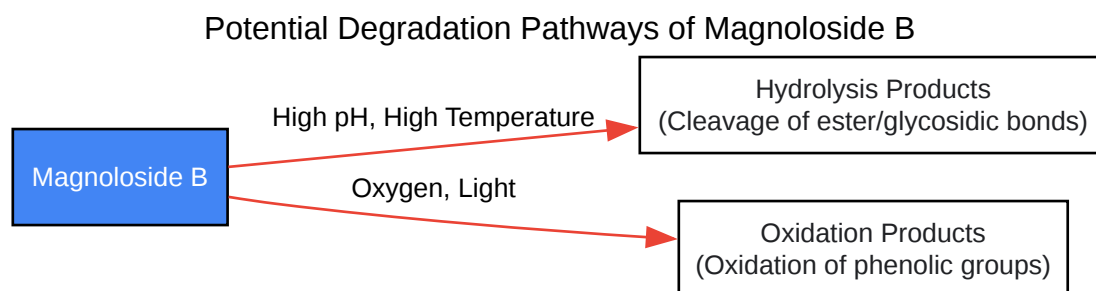 Potential Degradation Pathways of Magnoloside B
Hydrolysis Products
(Cleavage of ester/glycosidic bonds)
High pH, High Temperature
Magnoloside B
Oxygen, Light
Oxidation Products
(Oxidation of phenolic groups)